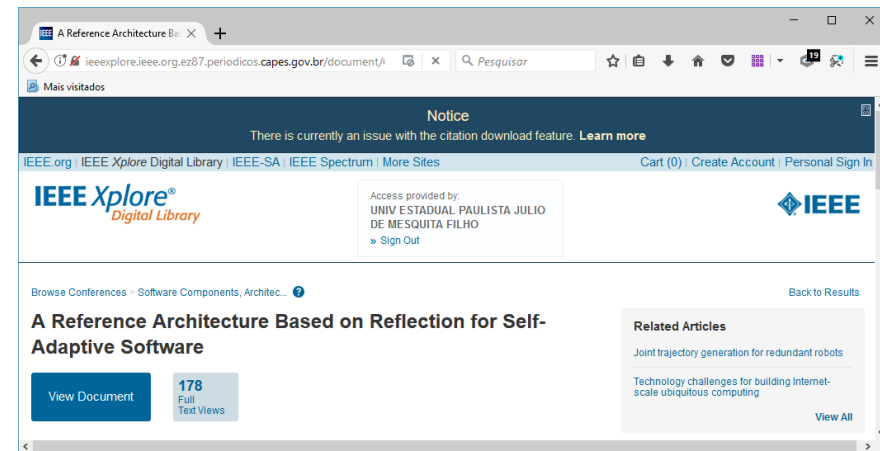 A Reference Architecture Ba
ieeexplore.ieee.org.ez87.periodicos.capes.gov.br/document/
Pesquisar
19
Mais visitados
Notice
There is currently an issue with the citation download feature. Learn more
IEEE.org | IEEE Xplore Digital Library | IEEE-SA | IEEE Spectrum | More Sites
Cart (0) | Create Account | Personal Sign In
IEEE Xplore®
Digital Library
Access provided by:
UNIV ESTADUAL PAULISTA JULIO
DE MESQUITA FILHO
» Sign Out
IEEE
Browse Conferences > Software Components, Architec... ?
Back to Results
A Reference Architecture Based on Reflection for Self-
Adaptive Software
View Document
178
Full
Text Views
Related Articles
Joint trajectory generation for redundant robots
Technology challenges for building Internet-
scale ubiquitous computing
View All